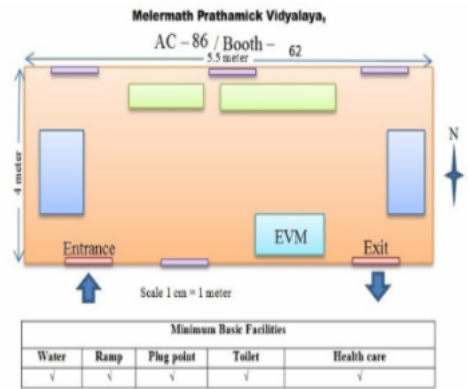 Melermath Prathamick Vidyalaya,
AC – 86 / Booth – 62
5.5 meter
4 meter
N
EVM
Entrance
Exit
Scale 1 cm = 1 meter
Minimum Basic Facilities
Water Ramp Plug point Toilet Health care
√ √ √ √ √